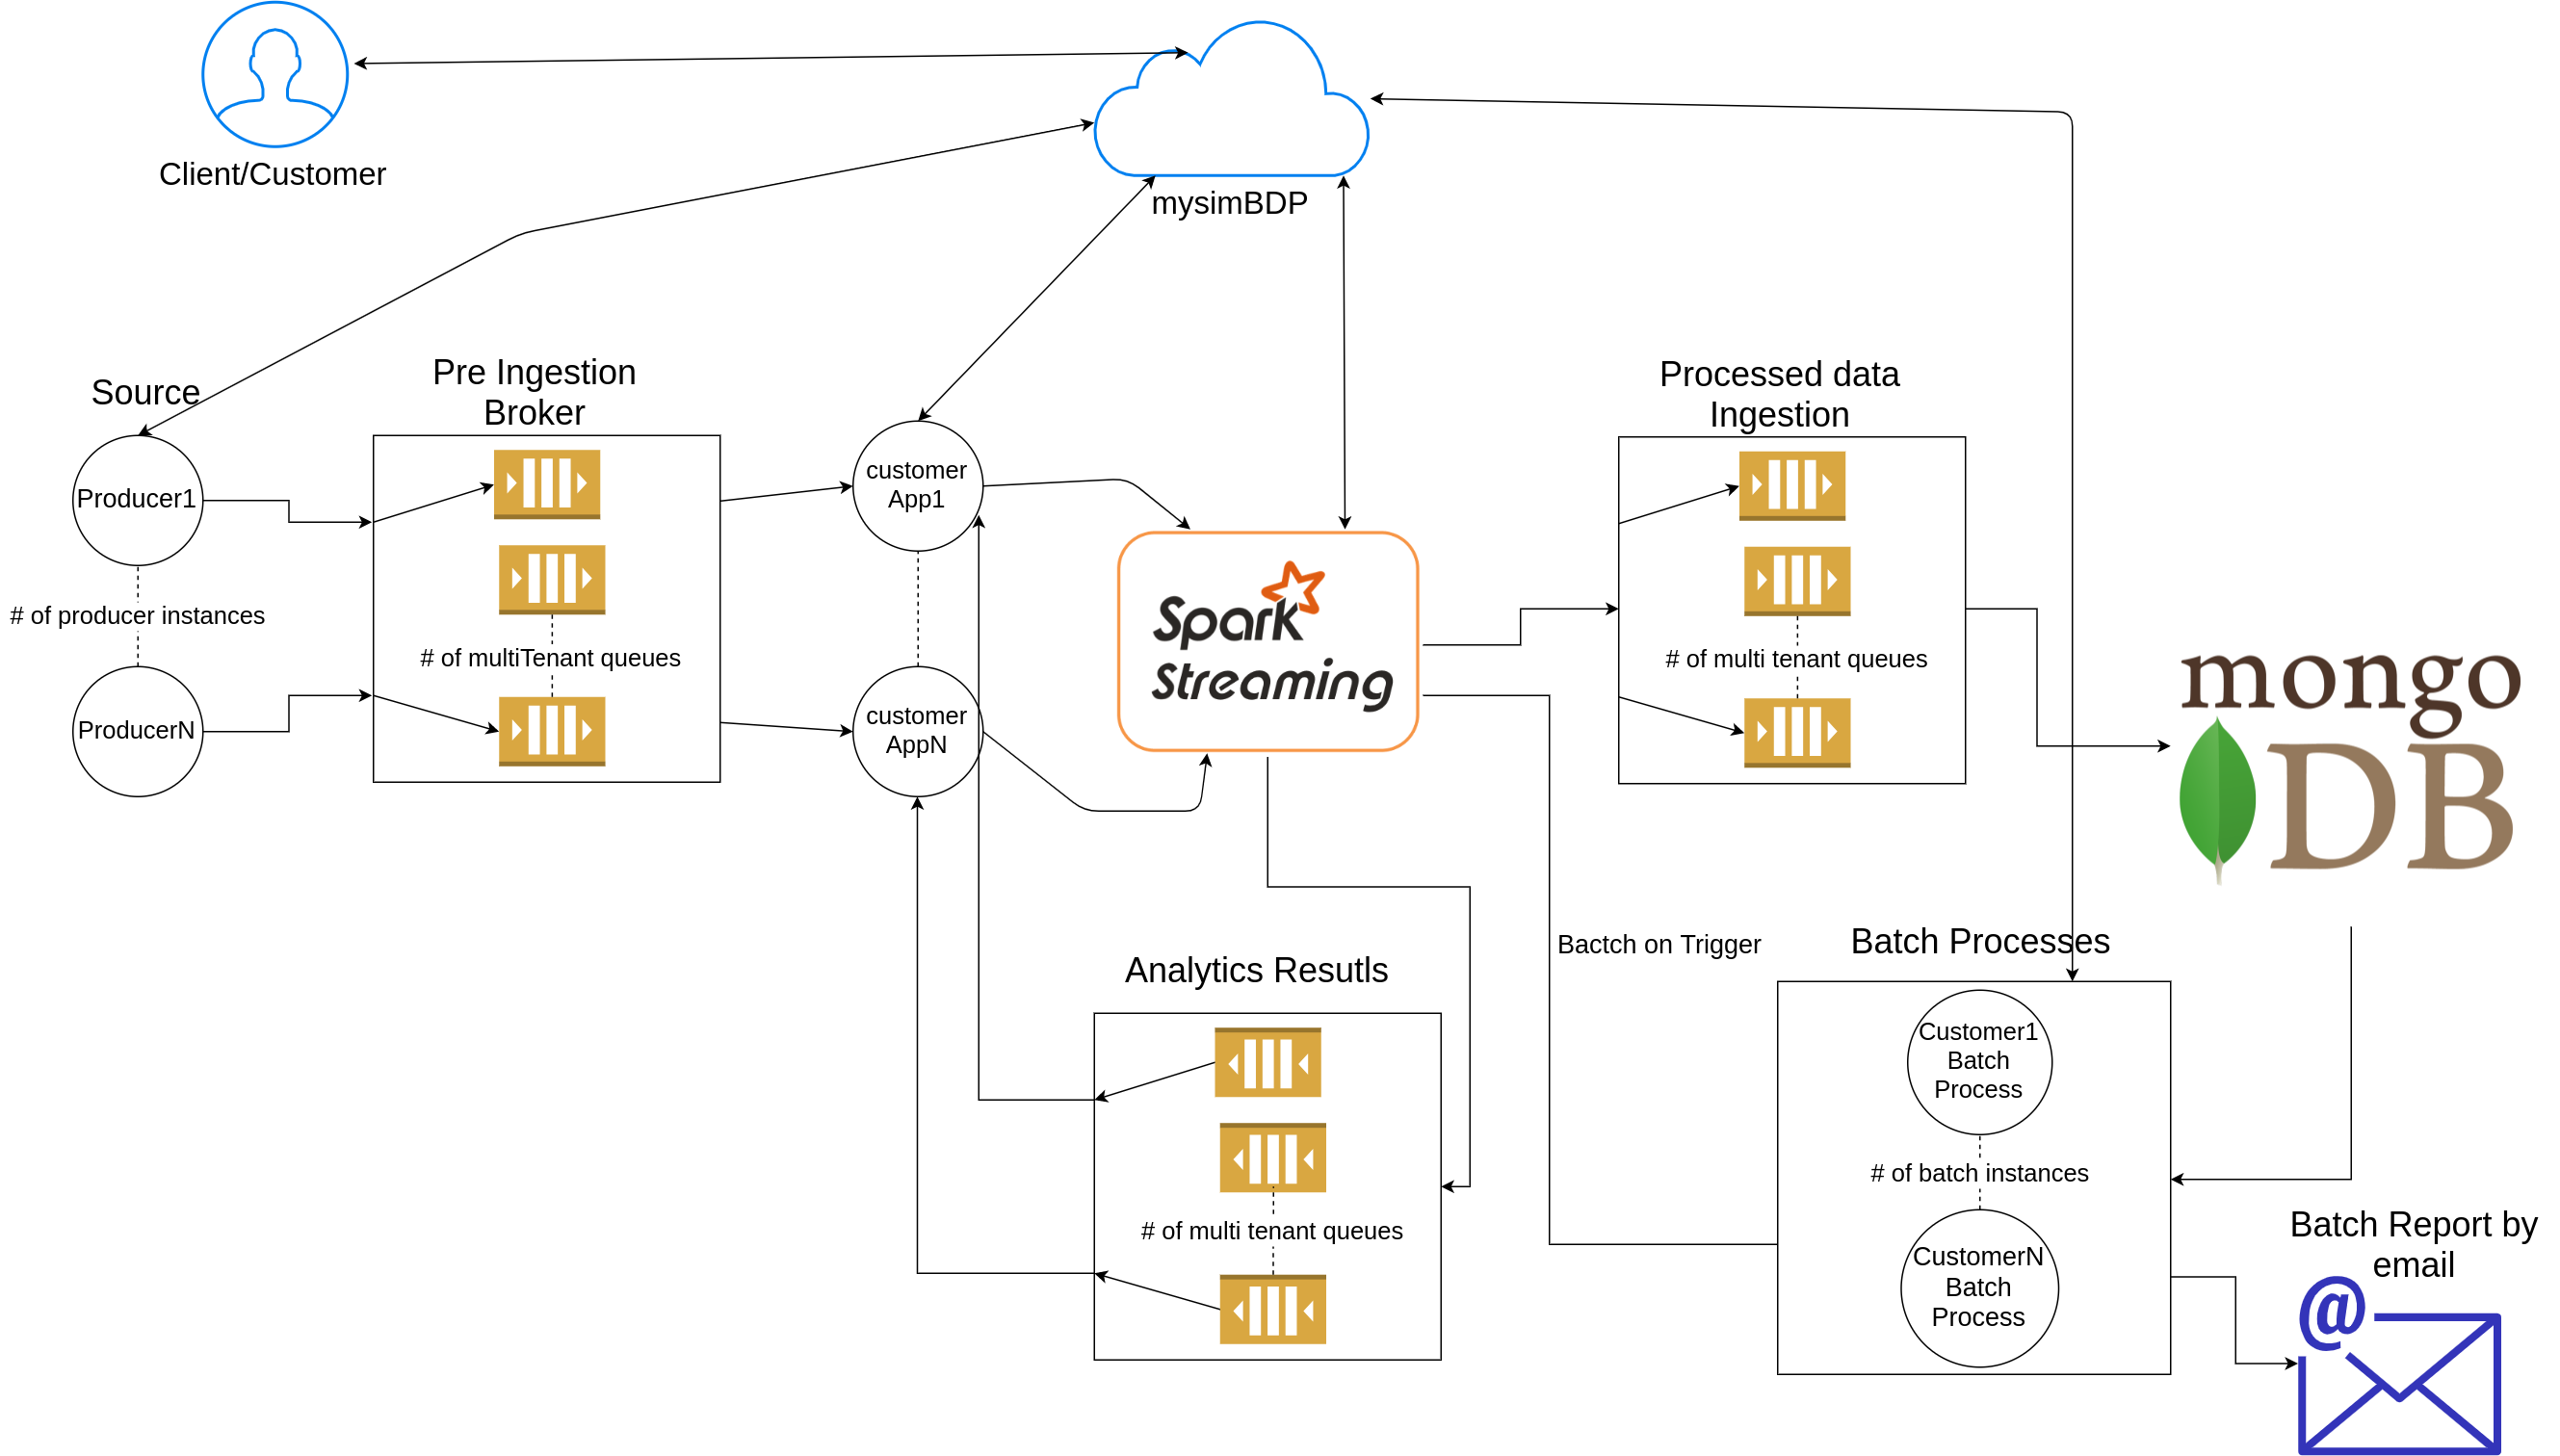 Client/Customer
mysimBDP
Source
Pre Ingestion
Broker
Processed data
Ingestion
Producer1
# of producer instances
ProducerN
# of multiTenant queues
customer
App1
customer
AppN
Spark
Streaming
# of multi tenant queues
mongo
DB
Bactch on Trigger
Batch Processes
Analytics Resutls
# of multi tenant queues
Customer1
Batch
Process
# of batch instances
CustomerN
Batch
Process
Batch Report by
email
@